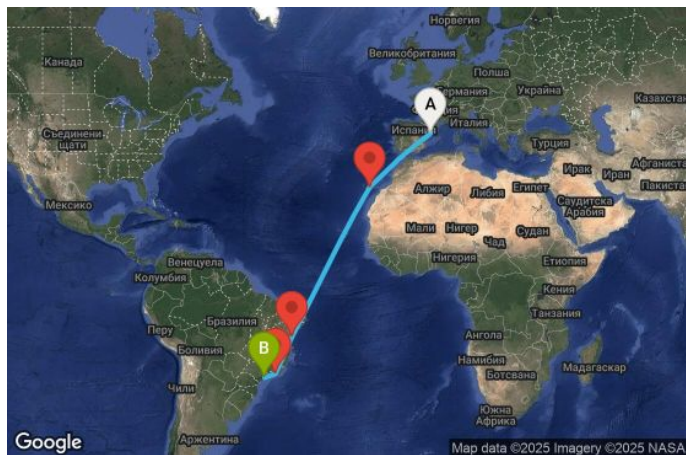 Норвегия
Канада
Великобритания
Полша
Германия
Украйна
Казахстан
A
Испания
Италия
Съединени
щати
Турция
Ирак
Афганистан
Иран
Пакистан
Мексико
Алжир
Либия
Египет
Саудитска
Арабия
Мали
Нигер
Чад
Судан
Нигерия
Етиопия
Венецуела
Колумбия
Кения
Танзания
Бразилия
Перу
B
Боливия
Ангола
Намибия
Ботсвана
Мадагаскар
Чили
Южна
Африка
Аржентина
Google
Map data ©2025 Imagery ©2025 NASA